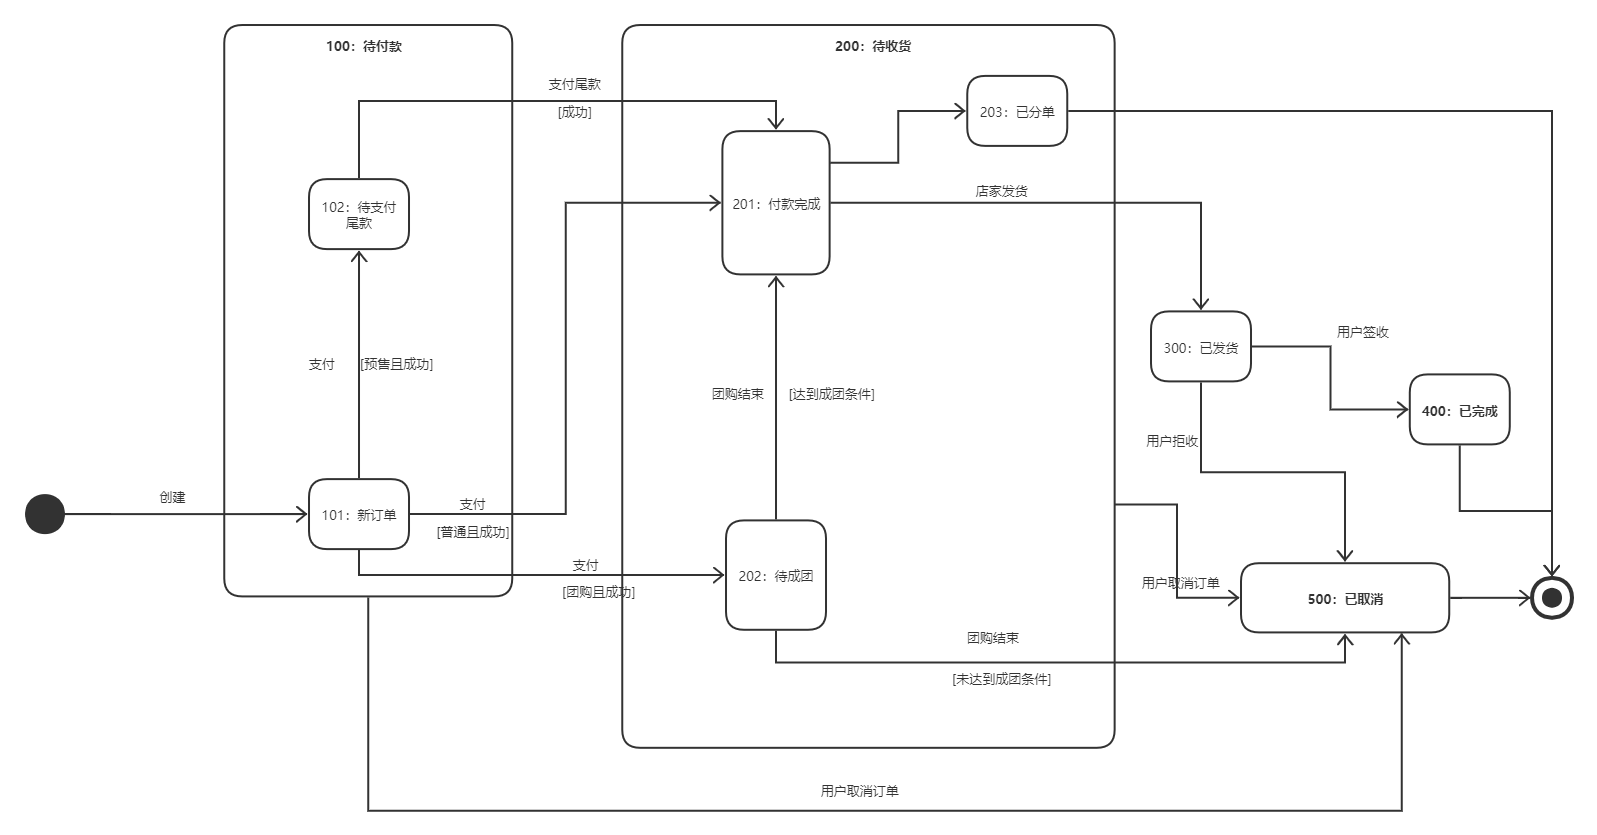 100：待付款
200：待收货
支付尾款
[成功]
203：已分单
102：待支付
尾款
201：付款完成
店家发货
支付
[预售且成功]
团购结束
[达到成团条件]
300：已发货
用户签收
400：已完成
用户拒收
创建
101：新订单
支付
[普通且成功]
支付
[团购且成功]
202：待成团
用户取消订单
500：已取消
团购结束
[未达到成团条件]
用户取消订单